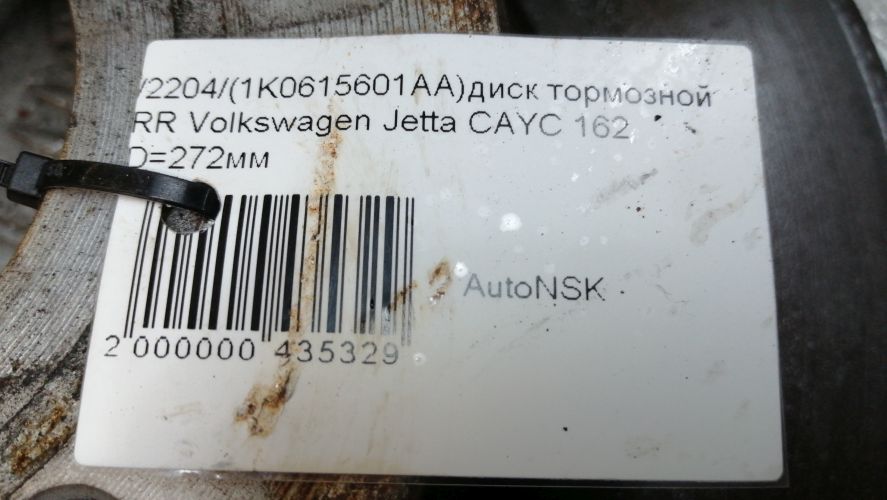 /2204/(1K0615601AA)диск тормозной
RR Volkswagen Jetta CAYC 162
D=272мм
AutoNSK
2 000000 435329